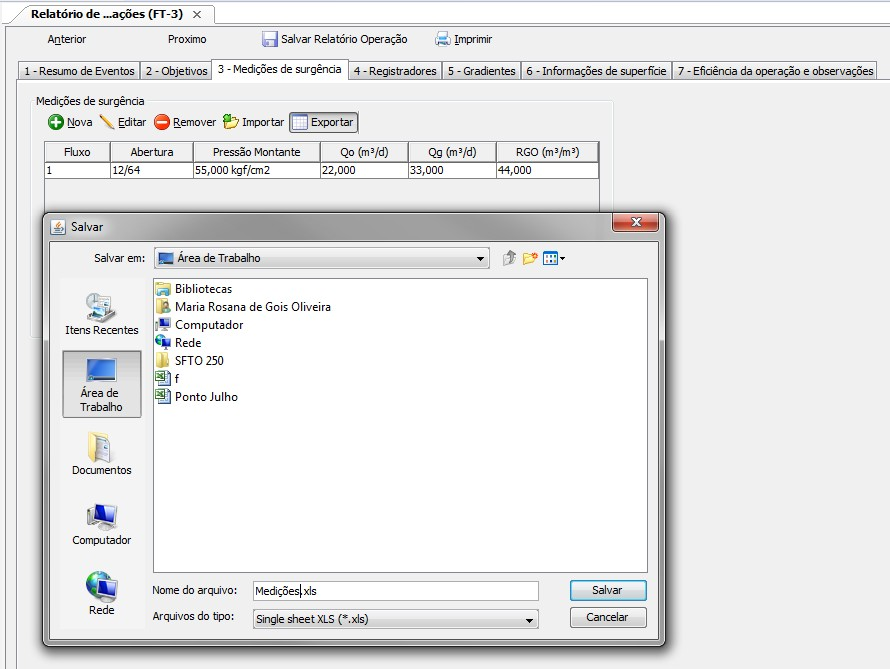 Relatório de ...ações (FT-3)
Anterior Proximo Salvar Relatório Operação Imprimir
1 - Resumo de Eventos 2 - Objetivos 3 - Medições de surgência 4 - Registradores 5 - Gradientes 6 - Informações de superfície 7 - Eficiência da operação e observações
Medições de surgência
Nova Editar Remover Importar Exportar
Fluxo Abertura Pressão Montante Qo (m³/d) Qg (m³/d) RGO (m³/m³)
1 12/64 55,000 kgf/cm2 22,000 33,000 44,000
Salvar
Salvar em: Área de Trabalho
Bibliotecas
Maria Rosana de Gois Oliveira
Computador
Rede
SFTO 250
f
Ponto Julho
Itens Recentes
Área de
Trabalho
Documentos
Computador
Rede
Nome do arquivo: Medições.xls Salvar
Arquivos do tipo: Single sheet XLS (*.xls) Cancelar